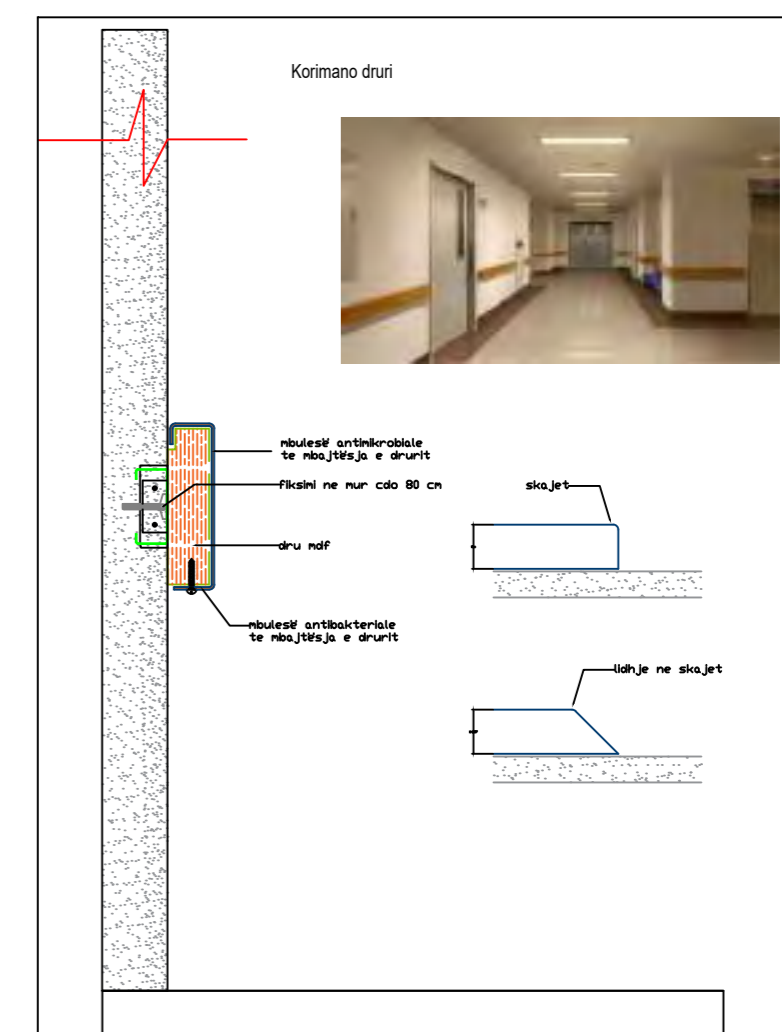 Korimano druri
mbulesë antimikrobiale
te mbajtësja e drurit
fiksimi ne mur cdo 80 cm
skajet
dru mdf
mbulesë antibakteriale
te mbajtësja e drurit
lidhje ne skajet